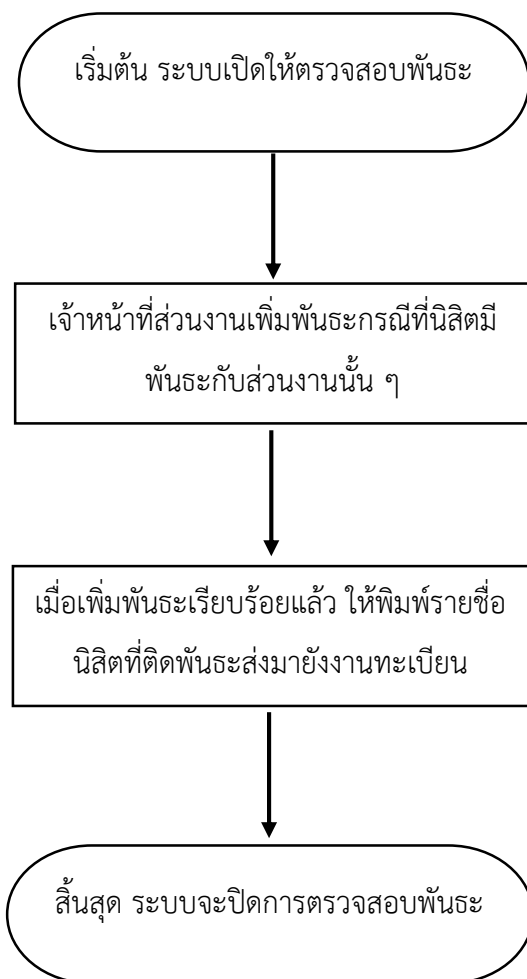 เริ่มต้น ระบบเปิดให้ตรวจสอบพันธะ
เจ้าหน้าที่ส่วนงานเพิ่มพันธะกรณีที่นิสิตมี
พันธะกับส่วนงานนั้น ๆ
เมื่อเพิ่มพันธะเรียบร้อยแล้ว ให้พิมพ์รายชื่อ
นิสิตที่ติดพันธะส่งมายังงานทะเบียน
สิ้นสุด ระบบจะปิดการตรวจสอบพันธะ